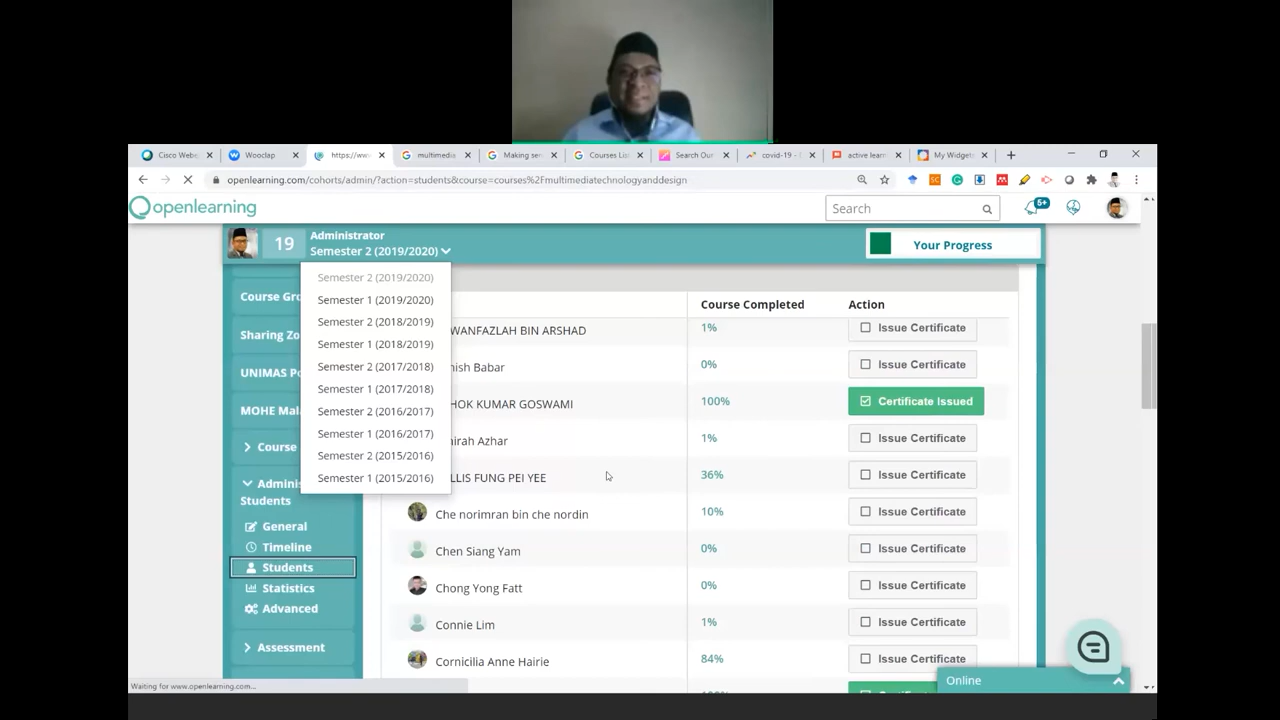 Cisco Web
Wooclap
https://ww
multimedia
Making sen
Courses Lis
Search Our
covid-19 -
active learn
My Widget
openlearning.com/cohorts/admin/?action=students&course=courses%2Fmultimediatechnologyanddesign
openlearning
Search
5+
19
Administrator
Semester 2 (2019/2020)
Your Progress
Semester 2 (2019/2020)
Semester 1 (2019/2020)
Semester 2 (2018/2019)
Semester 1 (2018/2019)
Semester 2 (2017/2018)
Semester 1 (2017/2018)
Semester 2 (2016/2017)
Semester 1 (2016/2017)
Semester 2 (2015/2016)
Semester 1 (2015/2016)
Course Gro
Sharing Zo
UNIMAS Po
MOHE Mal
Course
Adminis
Students
General
Timeline
Students
Statistics
Advanced
Assessment
Course Completed Action
WANFAZLAH BIN ARSHAD 1% Issue Certificate
nish Babar 0% Issue Certificate
HOK KUMAR GOSWAMI 100% Certificate Issued
irah Azhar 1% Issue Certificate
LLIS FUNG PEI YEE 36% Issue Certificate
Che norimran bin che nordin 10% Issue Certificate
Chen Siang Yam 0% Issue Certificate
Chong Yong Fatt 0% Issue Certificate
Connie Lim 1% Issue Certificate
Cornicilia Anne Hairie 84% Issue Certificate
Online
Waiting for www.openlearning.com...